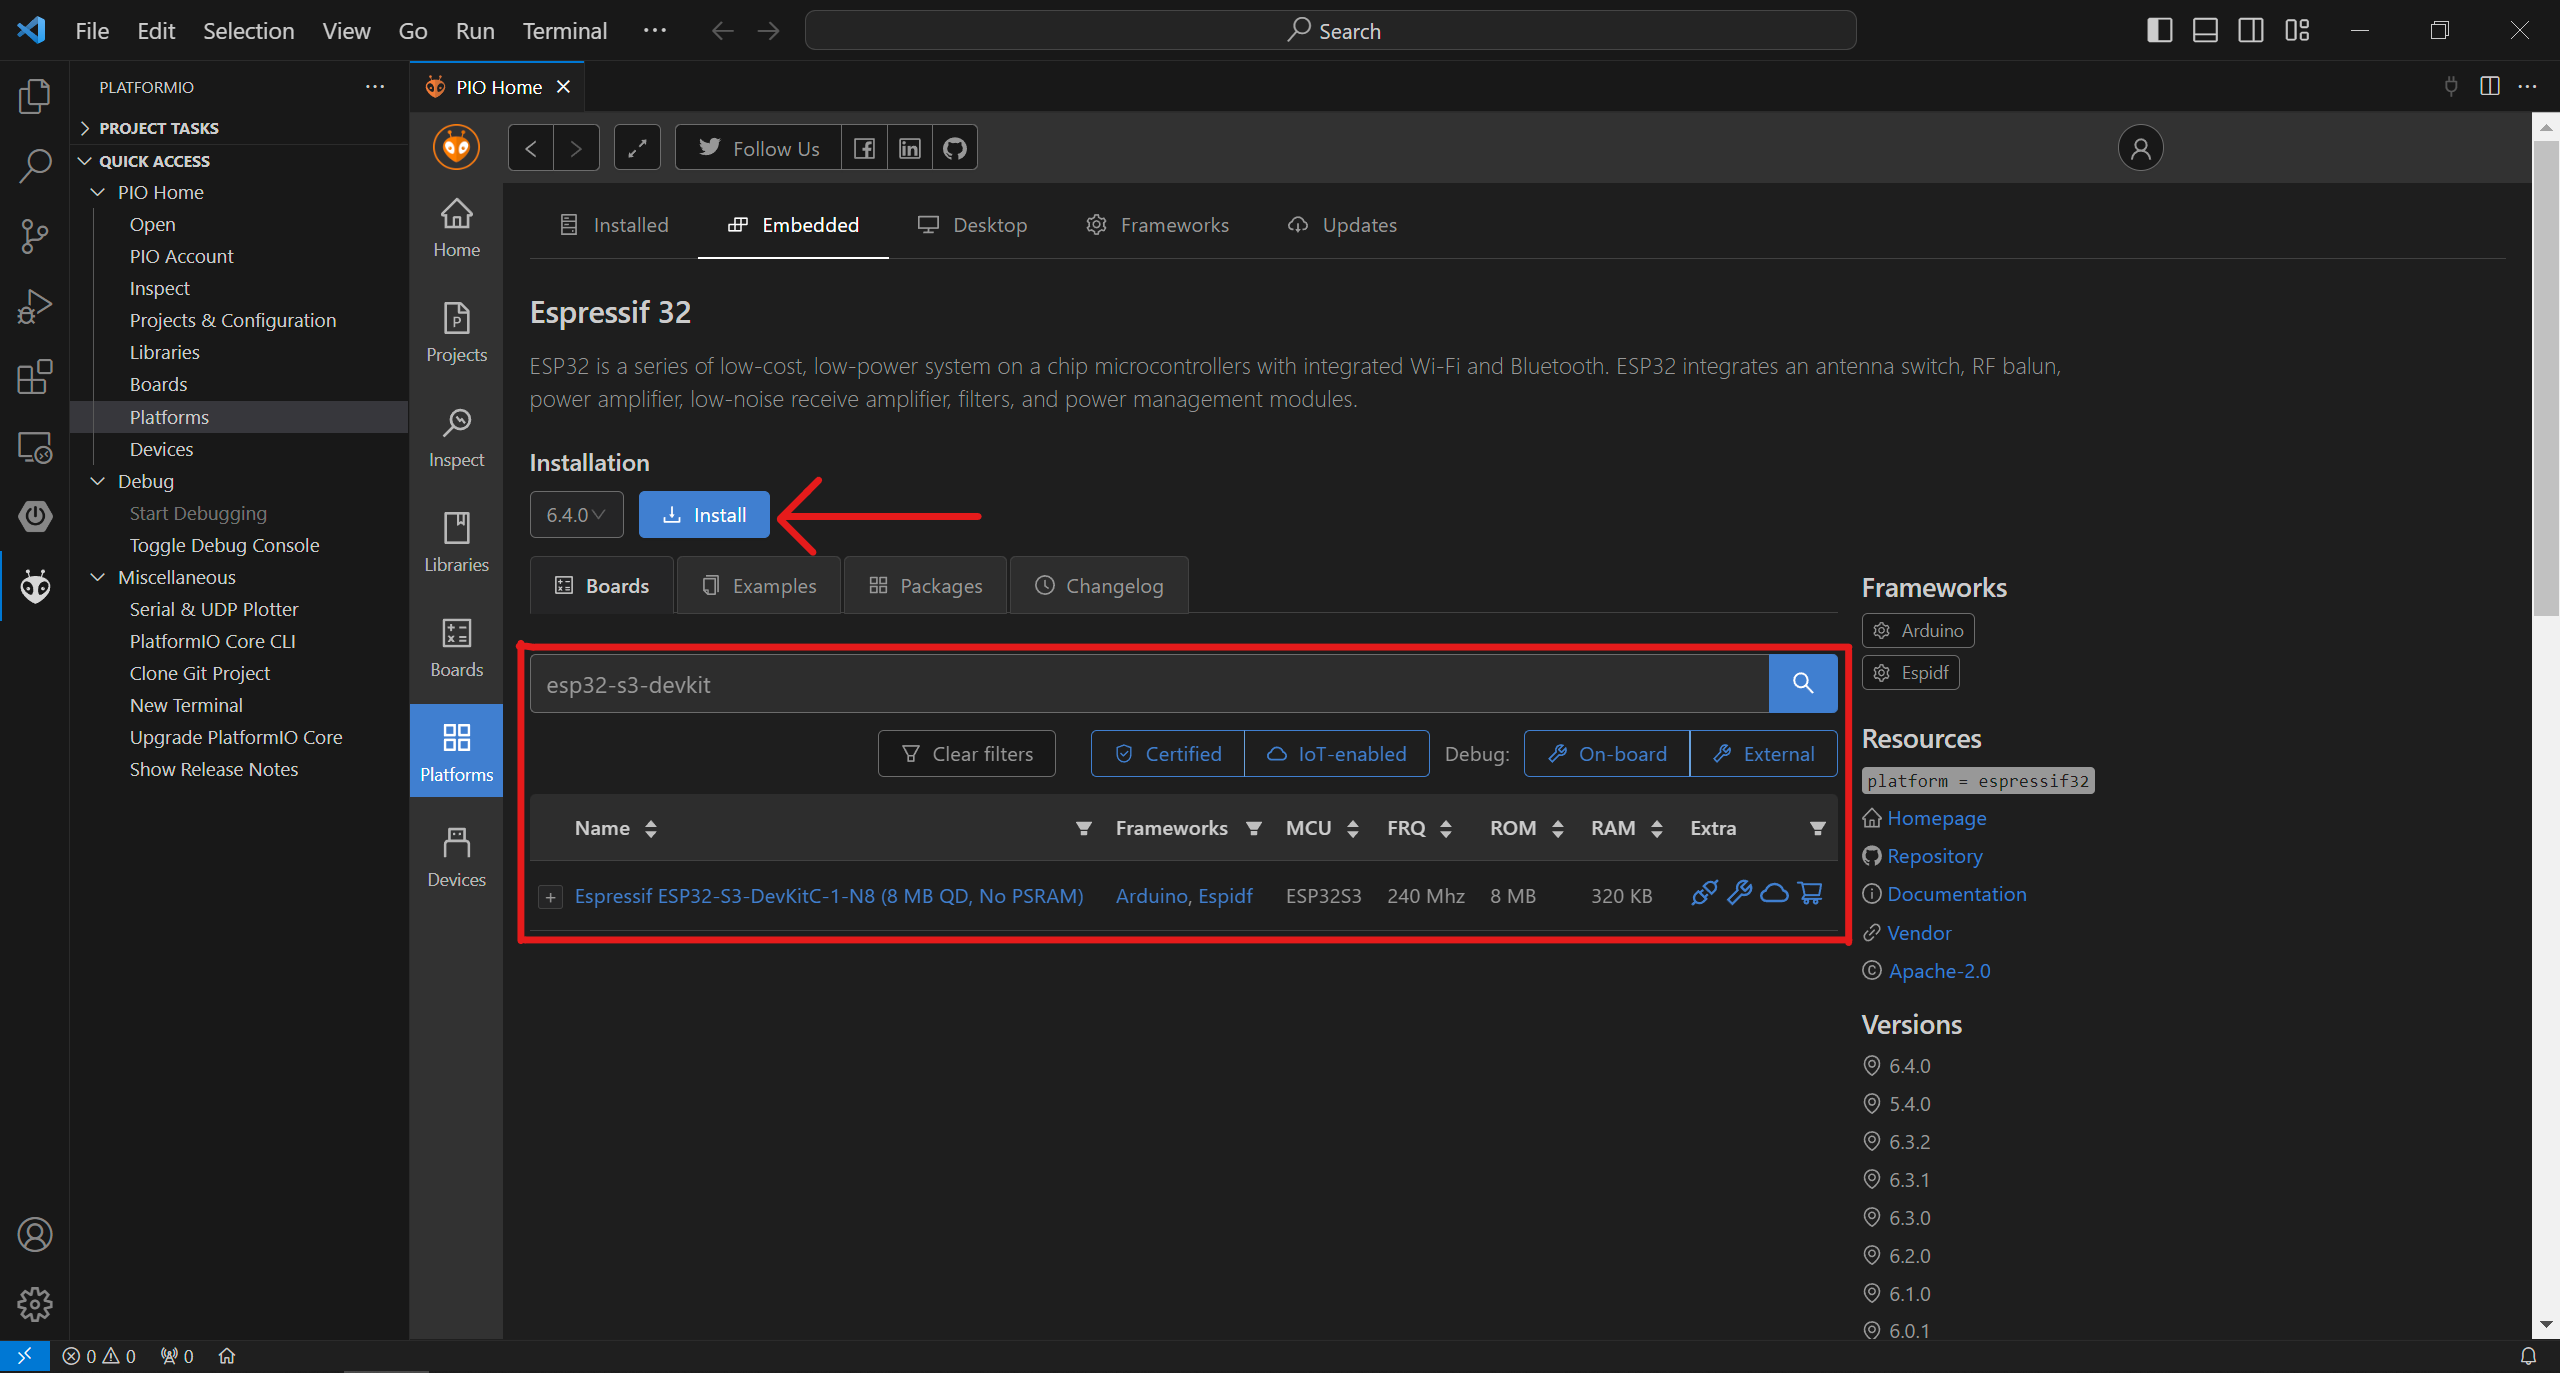 File Edit Selection View Go Run Terminal ··· Search
PLATFORMIO ···
PROJECT TASKS
QUICK ACCESS
PIO Home
Open
PIO Account
Inspect
Projects & Configuration
Libraries
Boards
Platforms
Devices
Debug
Start Debugging
Toggle Debug Console
Miscellaneous
Serial & UDP Plotter
PlatformIO Core CLI
Clone Git Project
New Terminal
Upgrade PlatformIO Core
Show Release Notes
PIO Home
Follow Us
Home
Projects
Inspect
Libraries
Boards
Platforms
Devices
Installed Embedded Desktop Frameworks Updates
Espressif 32
ESP32 is a series of low-cost, low-power system on a chip microcontrollers with integrated Wi-Fi and Bluetooth. ESP32 integrates an antenna switch, RF balun,
power amplifier, low-noise receive amplifier, filters, and power management modules.
Installation
6.4.0 Install
Boards Examples Packages Changelog
esp32-s3-devkit
Clear filters Certified IoT-enabled Debug: On-board External
Name Frameworks MCU FRQ ROM RAM Extra
Espressif ESP32-S3-DevKitC-1-N8 (8 MB QD, No PSRAM) Arduino, Espidf ESP32S3 240 Mhz 8 MB 320 KB
Frameworks
Arduino
Espidf
Resources
platform = espressif32
Homepage
Repository
Documentation
Vendor
Apache-2.0
Versions
6.4.0
5.4.0
6.3.2
6.3.1
6.3.0
6.2.0
6.1.0
6.0.1
0 0 0